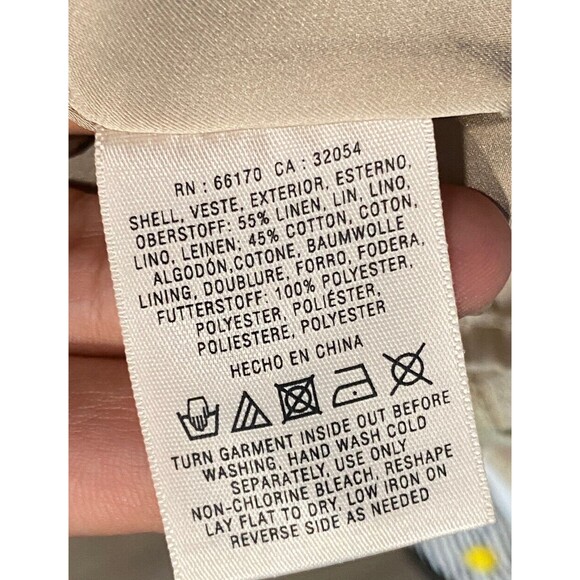 RN : 66170 CA : 32054
SHELL, VESTE, EXTERIOR, ESTERNO,
OBERSTOFF: 55% LINEN, LIN, LINO,
LINO, LEINEN: 45% COTTON, COTON,
ALGODÓN,COTONE, BAUMWOLLE
LINING, DOUBLURE, FORRO, FODERA,
FUTTERSTOFF: 100% POLYESTER,
POLYESTER, POLIÉSTER,
POLIESTERE, POLYESTER
HECHO EN CHINA
TURN GARMENT INSIDE OUT BEFORE
WASHING, HAND WASH COLD
SEPARATELY, USE ONLY
NON-CHLORINE BLEACH, RESHAPE
LAY FLAT TO DRY, LOW IRON ON
REVERSE SIDE AS NEEDED